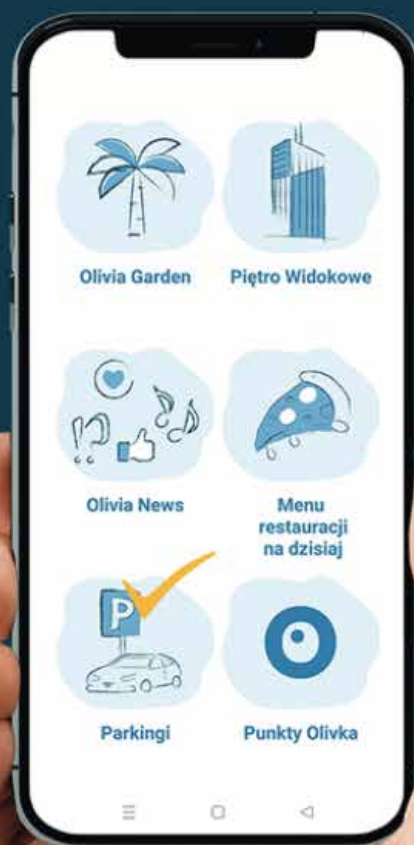 Olivia Garden
Piętro Widokowe
Olivia News
Menu
restauracji
na dzisiaj
P
Parkingi
Punkty Olivka